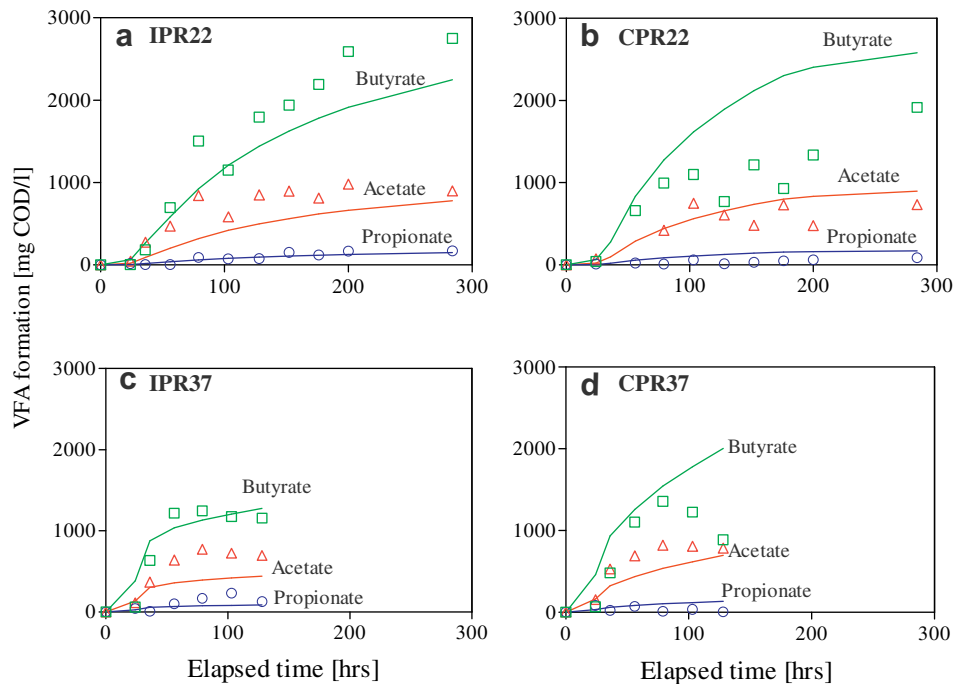 VFA formation [mg COD/l]
a IPR22
3000
2000
1000
0
Butyrate
Acetate
Propionate
0 100 200 300
b CPR22
3000
2000
1000
0
Butyrate
Acetate
Propionate
0 100 200 300
c IPR37
3000
2000
1000
0
Butyrate
Acetate
Propionate
0 100 200 300
Elapsed time [hrs]
d CPR37
3000
2000
1000
0
Butyrate
Acetate
Propionate
0 100 200 300
Elapsed time [hrs]